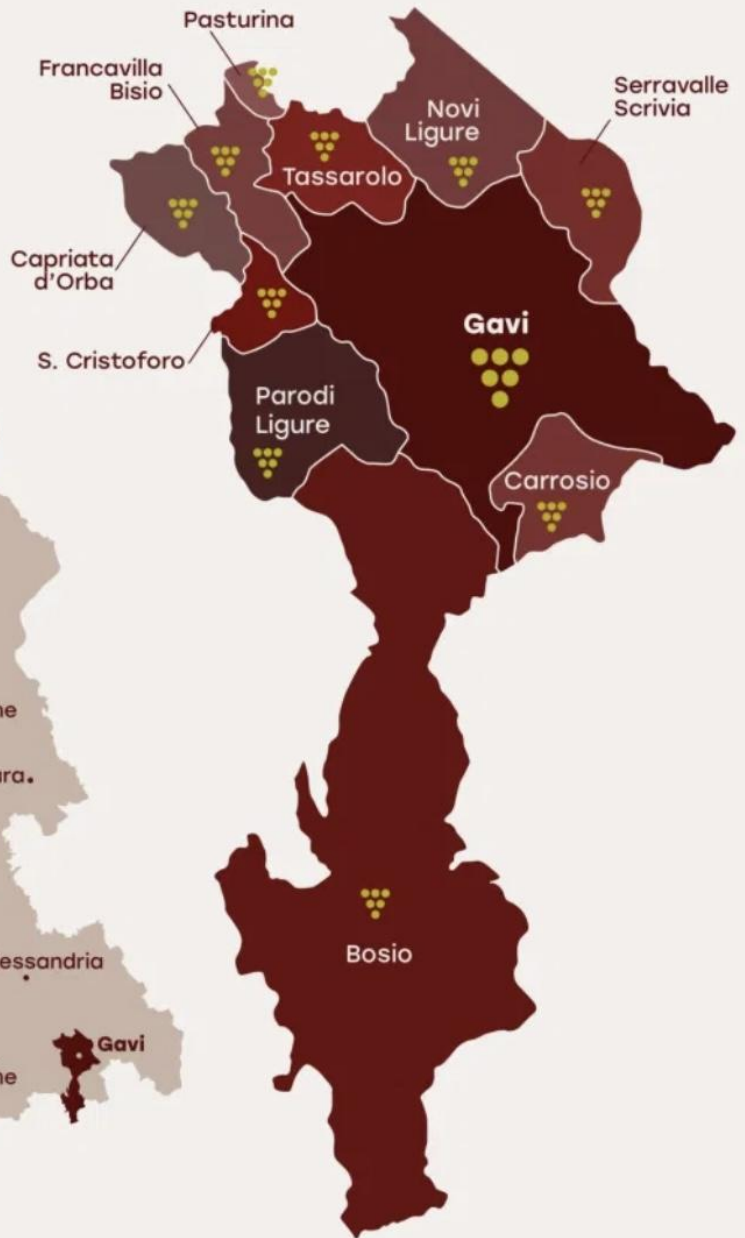 Pasturina
Francavilla
Bisio
Novi
Ligure
Serravalle
Scrivia
Tassarolo
Capriata
d'Orba
Gavi
S. Cristoforo
Parodi
Ligure
Carrosio
Bosio
Gavi